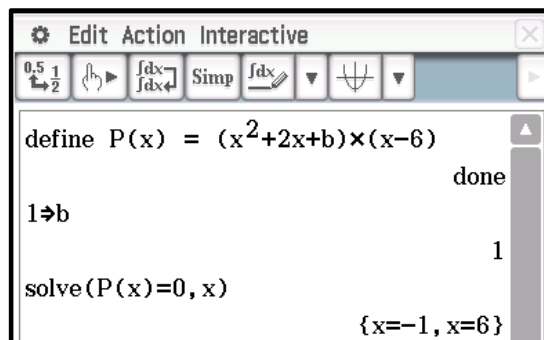 Edit Action Interactive
0.5 1 2 ∫dx ∫dx Simp ∫dx
define P(x) = (x²+2x+b)×(x−6)
done
1⇒b
1
solve(P(x)=0,x)
{x=−1,x=6}